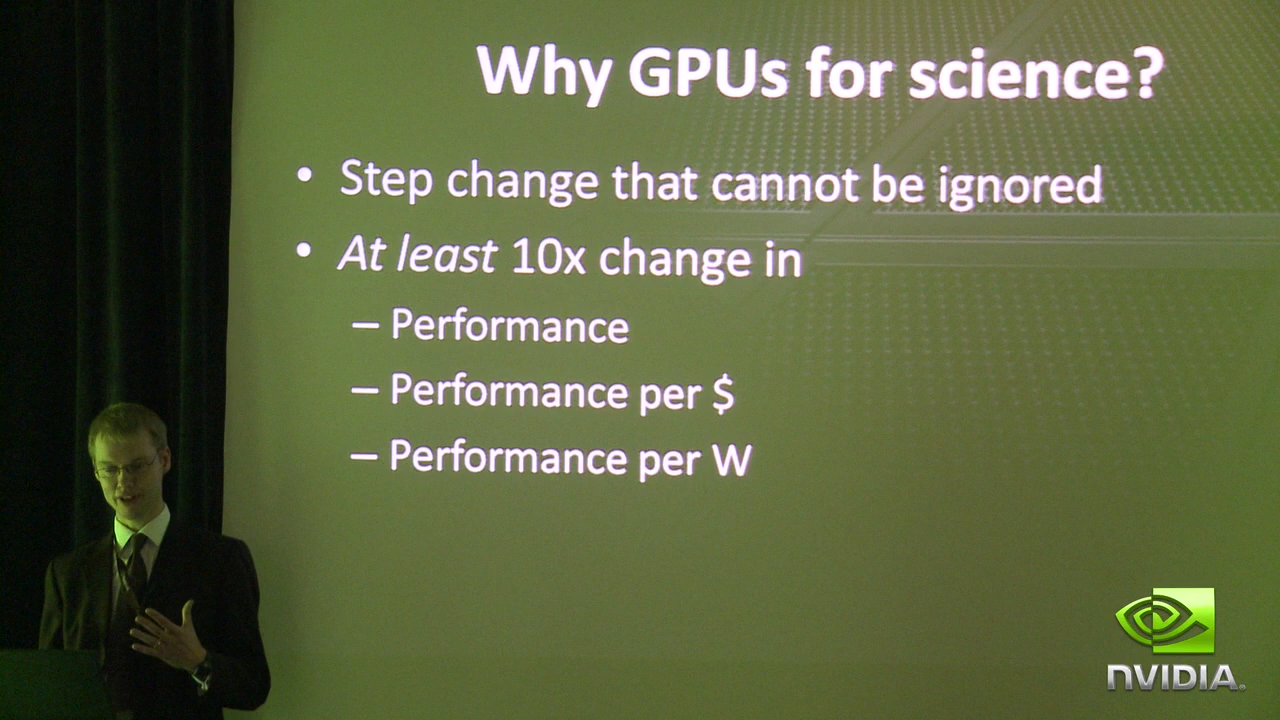 Why GPUs for science?
• Step change that cannot be ignored
• At least 10x change in
– Performance
– Performance per $
– Performance per W
NVIDIA